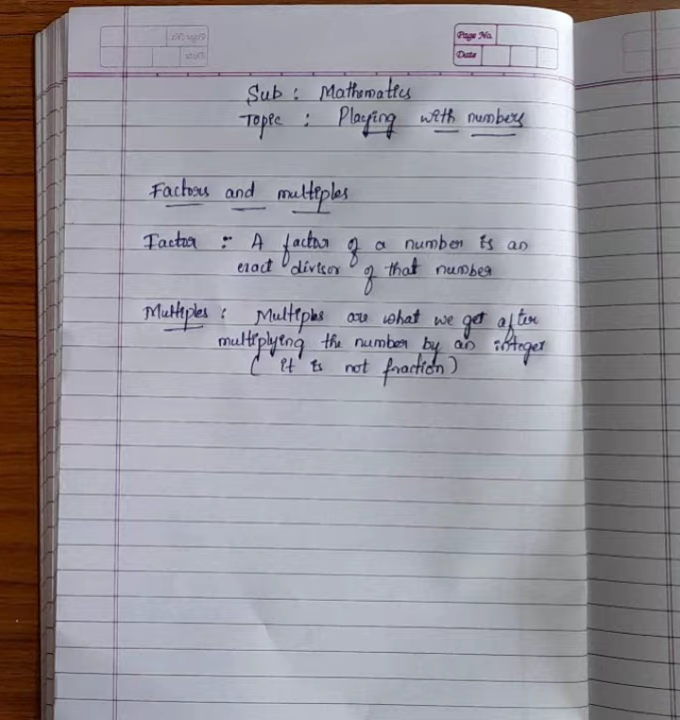 Page No.
Date
Sub : Mathematics
Topic : Playing with numbers
Factors and multiples
Factor :- A factor of a number is an
exact divisor of that number
Multiples : Multiples are what we get after
multiplying the number by an integer
( it is not fraction )